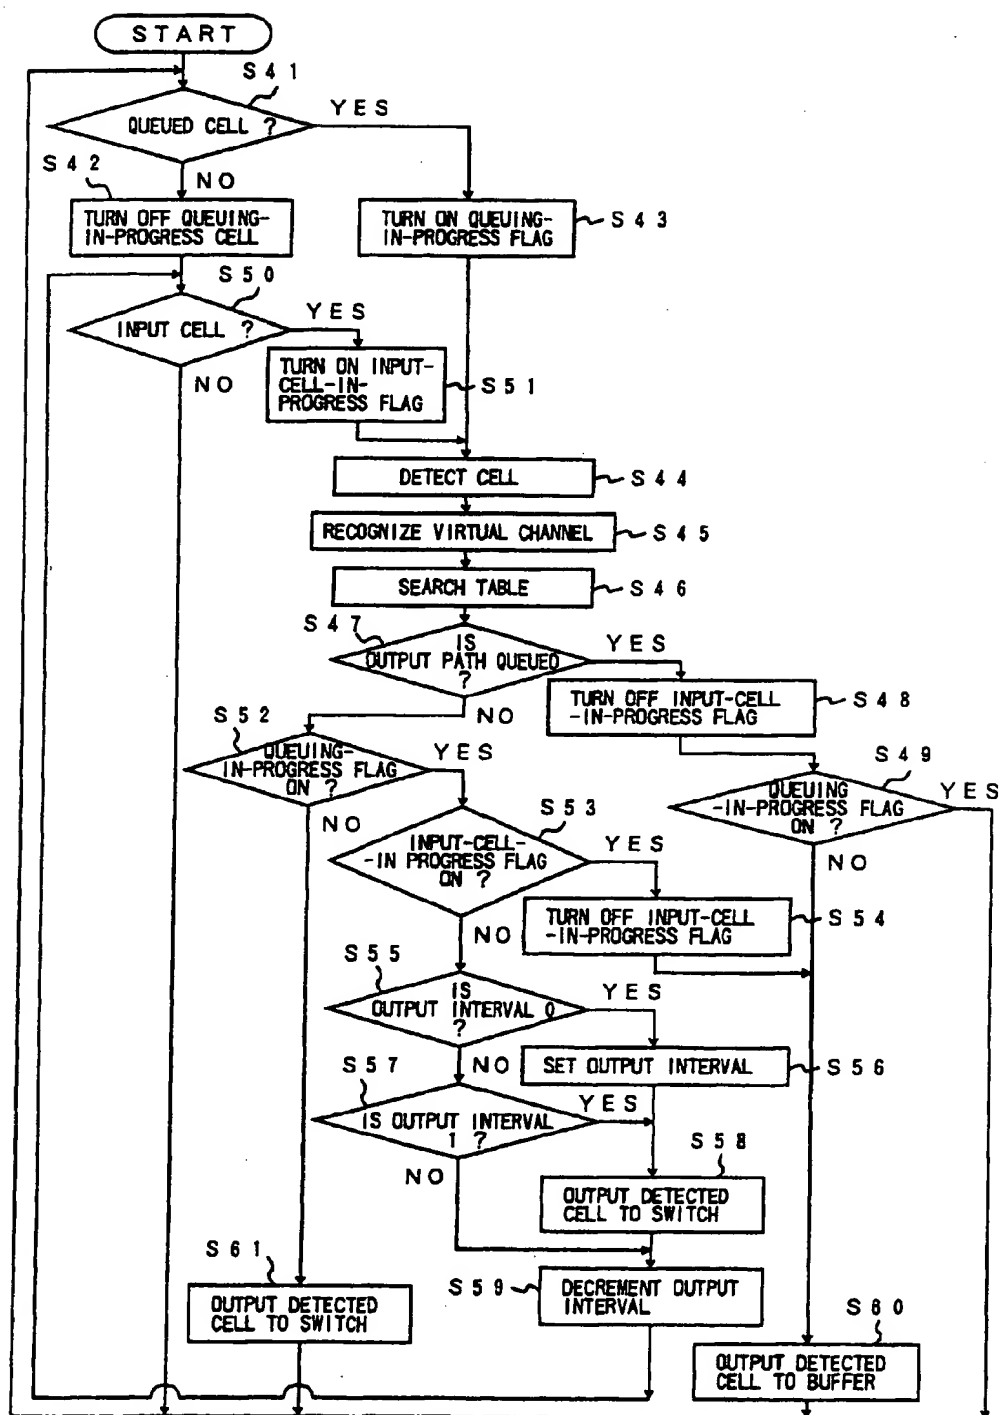 START
S41
YES
QUEUED CELL ?
S42
NO
TURN OFF QUEUING-
IN-PROGRESS CELL
TURN ON QUEUING-
IN-PROGRESS FLAG
S43
S50
YES
INPUT CELL ?
NO
TURN ON INPUT-
CELL-IN-
PROGRESS FLAG
S51
DETECT CELL
S44
RECOGNIZE VIRTUAL CHANNEL
S45
SEARCH TABLE
S46
S47
IS
OUTPUT PATH QUEUED
?
YES
NO
TURN OFF INPUT-CELL
-IN-PROGRESS FLAG
S48
S52
QUEUING-
IN-PROGRESS FLAG
ON ?
YES
NO
S49
QUEUING
-IN-PROGRESS FLAG
ON ?
YES
NO
S53
INPUT-CELL-
-IN PROGRESS FLAG
ON ?
YES
NO
TURN OFF INPUT-CELL
-IN-PROGRESS FLAG
S54
S55
IS
OUTPUT INTERVAL 0
?
YES
NO
SET OUTPUT INTERVAL
S56
S57
IS OUTPUT INTERVAL
1 ?
YES
NO
S58
OUTPUT DETECTED
CELL TO SWITCH
S61
OUTPUT DETECTED
CELL TO SWITCH
S59
DECREMENT OUTPUT
INTERVAL
S60
OUTPUT DETECTED
CELL TO BUFFER